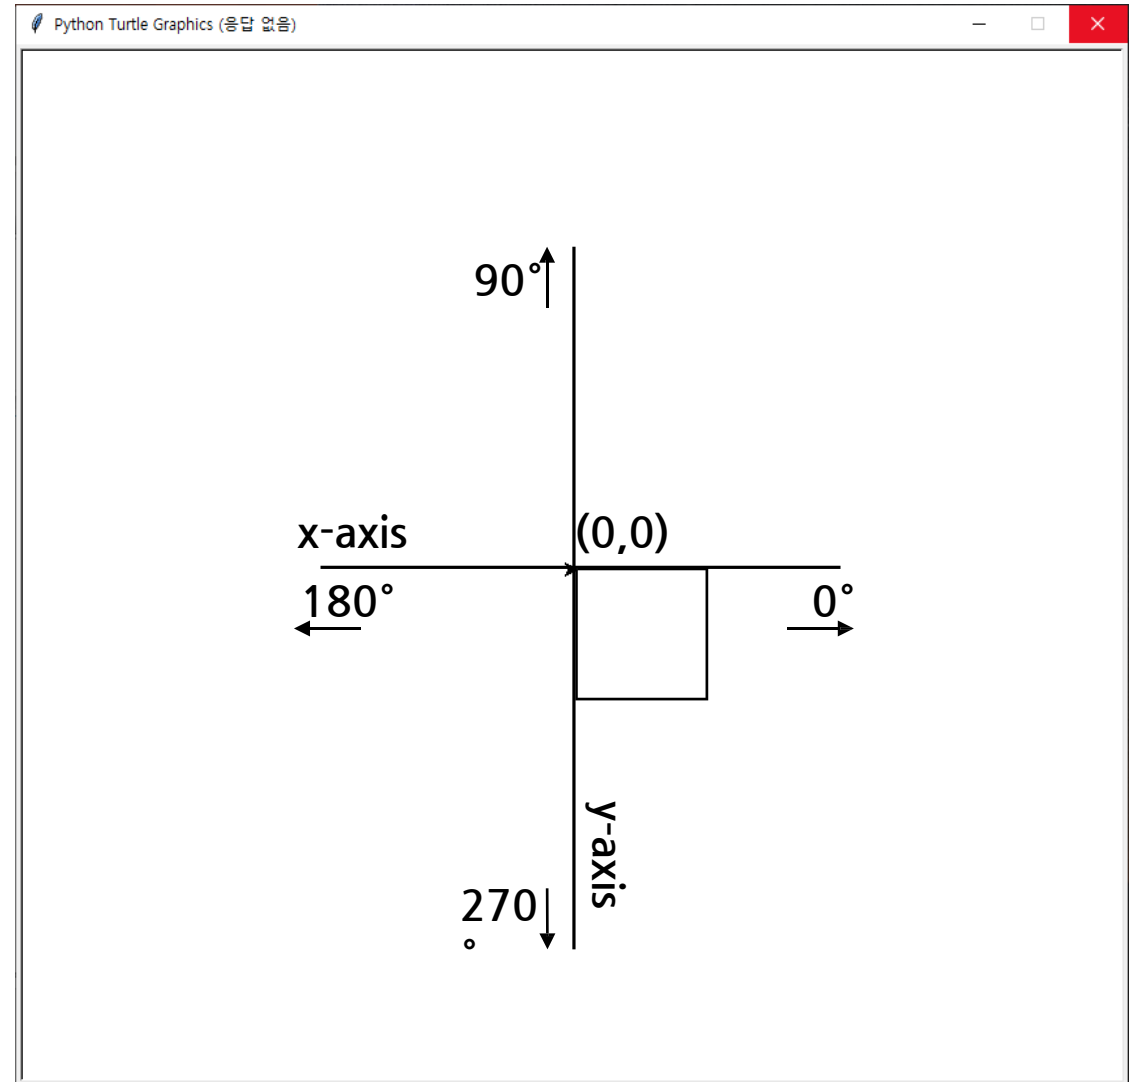 Python Turtle Graphics (응답 없음)
90°
x-axis
(0,0)
180°
0°
y-axis
270
°